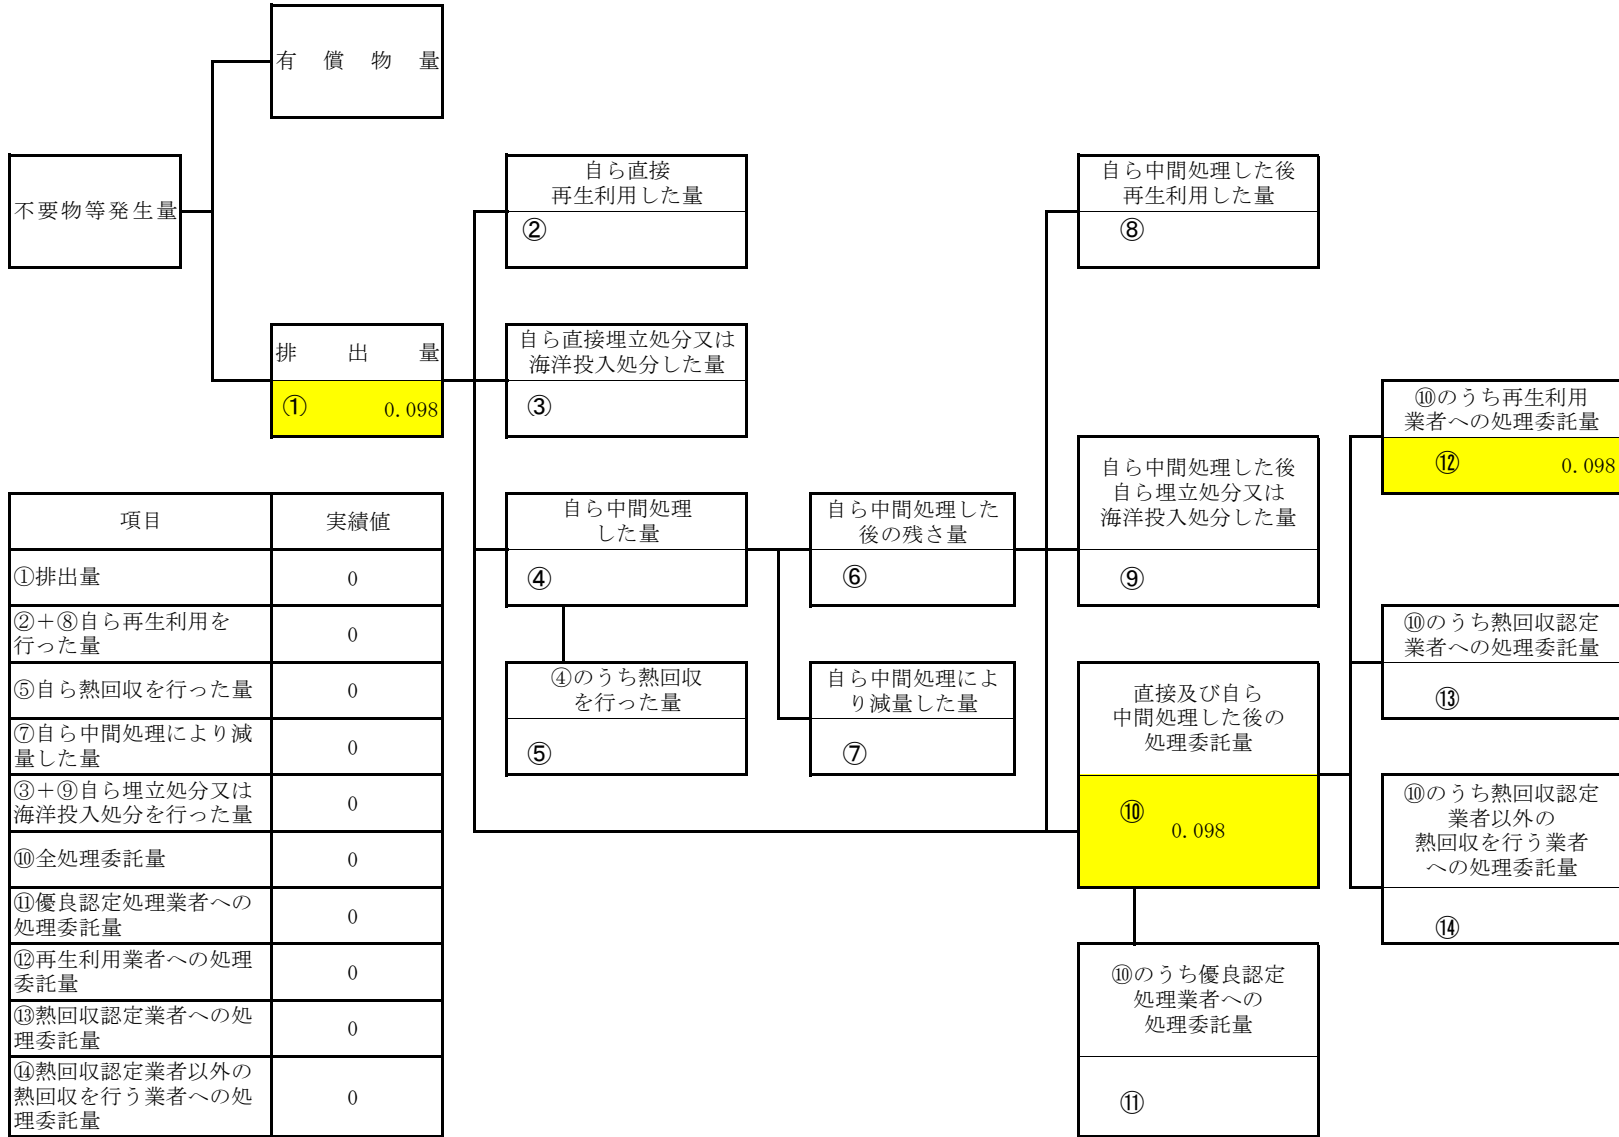 有償物量
不要物等発生量
自ら直接
再生利用した量
②
自ら中間処理した後
再生利用した量
⑧
排出量
① 0.098
自ら直接埋立処分又は
海洋投入処分した量
③
⑩のうち再生利用
業者への処理委託量
⑫ 0.098
自ら中間処理
した量
④
自ら中間処理した
後の残さ量
⑥
自ら中間処理した後
自ら埋立処分又は
海洋投入処分した量
⑨
④のうち熱回収
を行った量
⑤
自ら中間処理によ
り減量した量
⑦
直接及び自ら
中間処理した後の
処理委託量
⑩
0.098
⑩のうち熱回収認定
業者への処理委託量
⑬
⑩のうち熱回収認定
業者以外の
熱回収を行う業者
への処理委託量
⑭
⑩のうち優良認定
処理業者への
処理委託量
⑪
項目 実績値
①排出量 0
②+⑧自ら再生利用を
行った量 0
⑤自ら熱回収を行った量 0
⑦自ら中間処理により減
量した量 0
③+⑨自ら埋立処分又は
海洋投入処分を行った量 0
⑩全処理委託量 0
⑪優良認定処理業者への
処理委託量 0
⑫再生利用業者への処理
委託量 0
⑬熱回収認定業者への処
理委託量 0
⑭熱回収認定業者以外の
熱回収を行う業者への処
理委託量 0